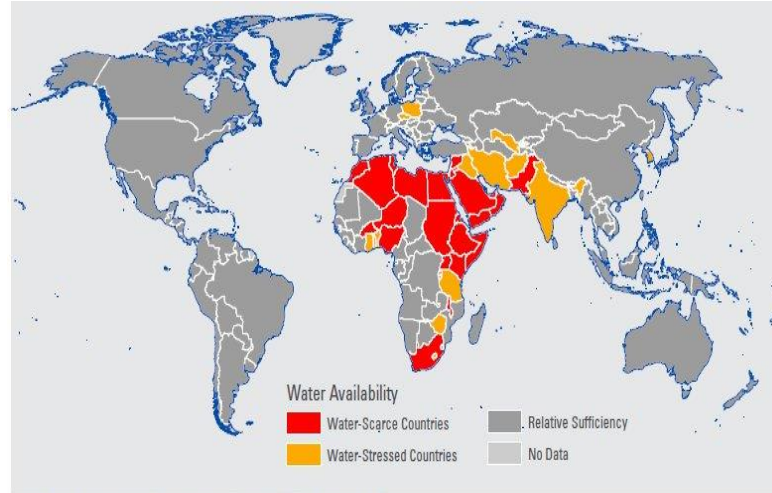 Water Availability
Water-Scarce Countries
Water-Stressed Countries
Relative Sufficiency
No Data